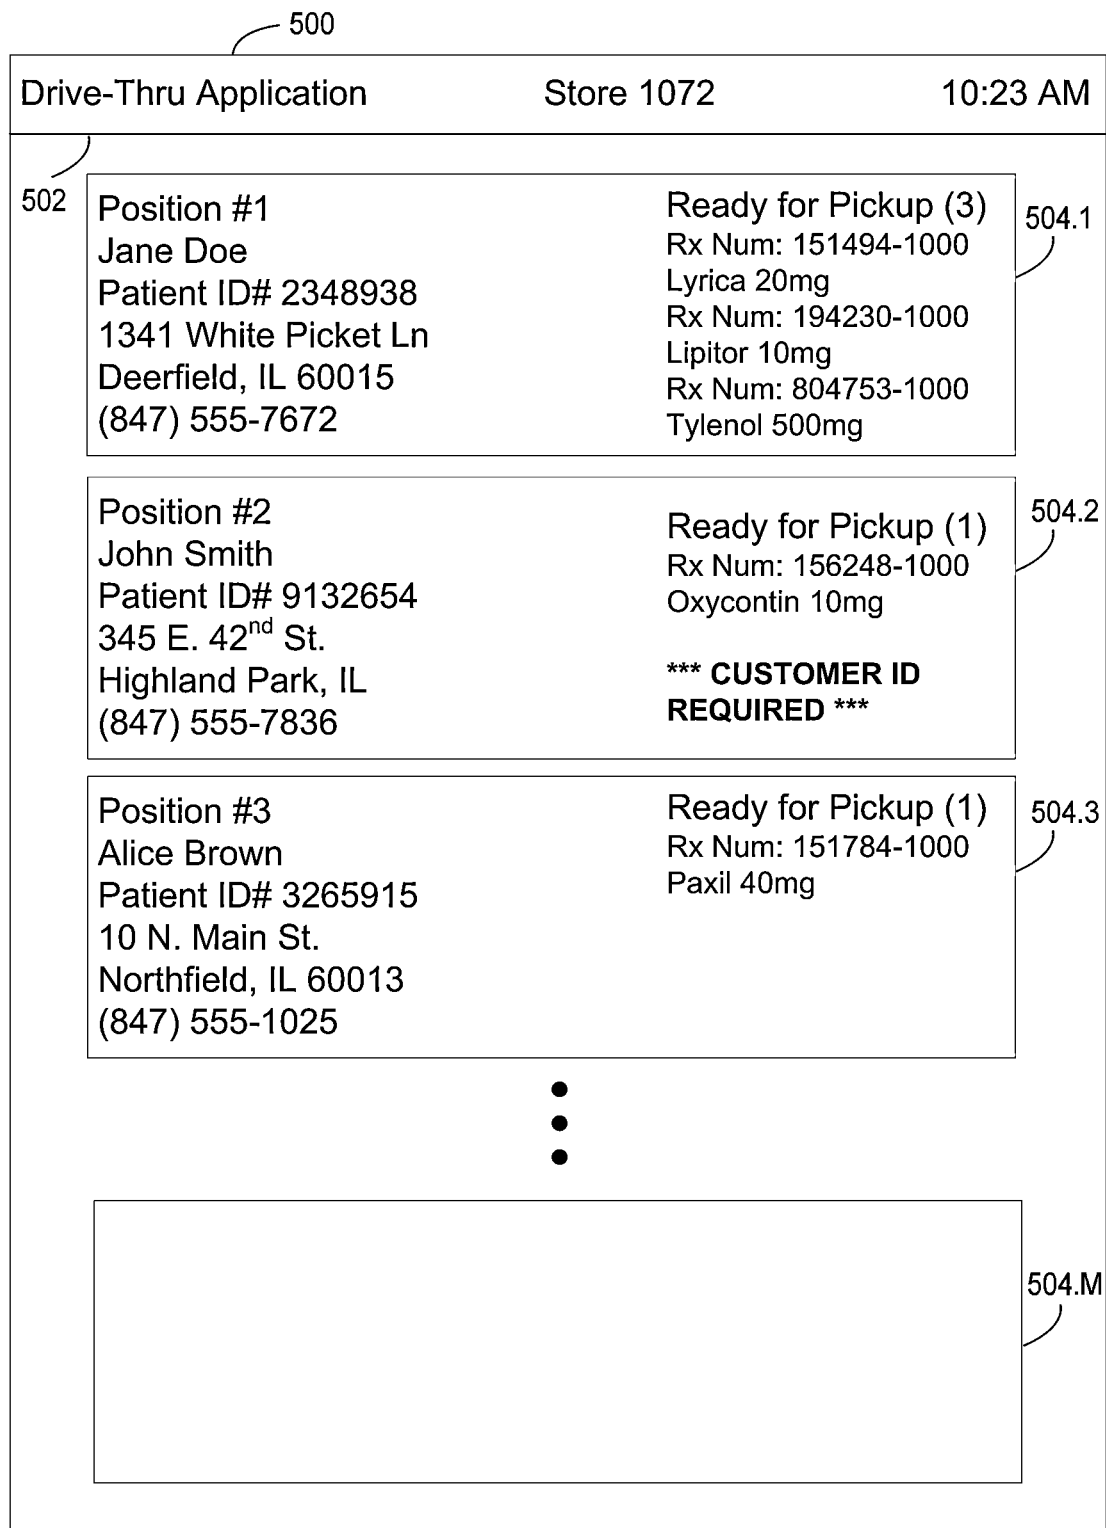 500
Drive-Thru Application Store 1072 10:23 AM
502
Position #1
Jane Doe
Patient ID# 2348938
1341 White Picket Ln
Deerfield, IL 60015
(847) 555-7672
Ready for Pickup (3)
Rx Num: 151494-1000
Lyrica 20mg
Rx Num: 194230-1000
Lipitor 10mg
Rx Num: 804753-1000
Tylenol 500mg
504.1
Position #2
John Smith
Patient ID# 9132654
345 E. 42nd St.
Highland Park, IL
(847) 555-7836
Ready for Pickup (1)
Rx Num: 156248-1000
Oxycontin 10mg
*** CUSTOMER ID
REQUIRED ***
504.2
Position #3
Alice Brown
Patient ID# 3265915
10 N. Main St.
Northfield, IL 60013
(847) 555-1025
Ready for Pickup (1)
Rx Num: 151784-1000
Paxil 40mg
504.3
504.M